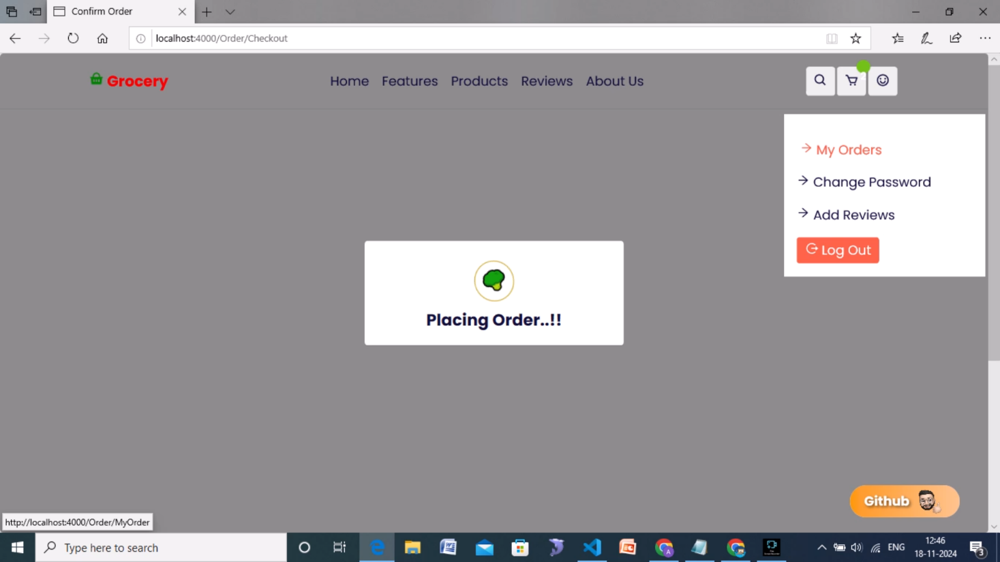 Confirm Order
localhost:4000/Order/Checkout
Grocery
Home Features Products Reviews About Us
My Orders
Change Password
Add Reviews
Log Out
Placing Order..!!
Github
http://localhost:4000/Order/MyOrder
Type here to search
ENG
12:46
18-11-2024
3